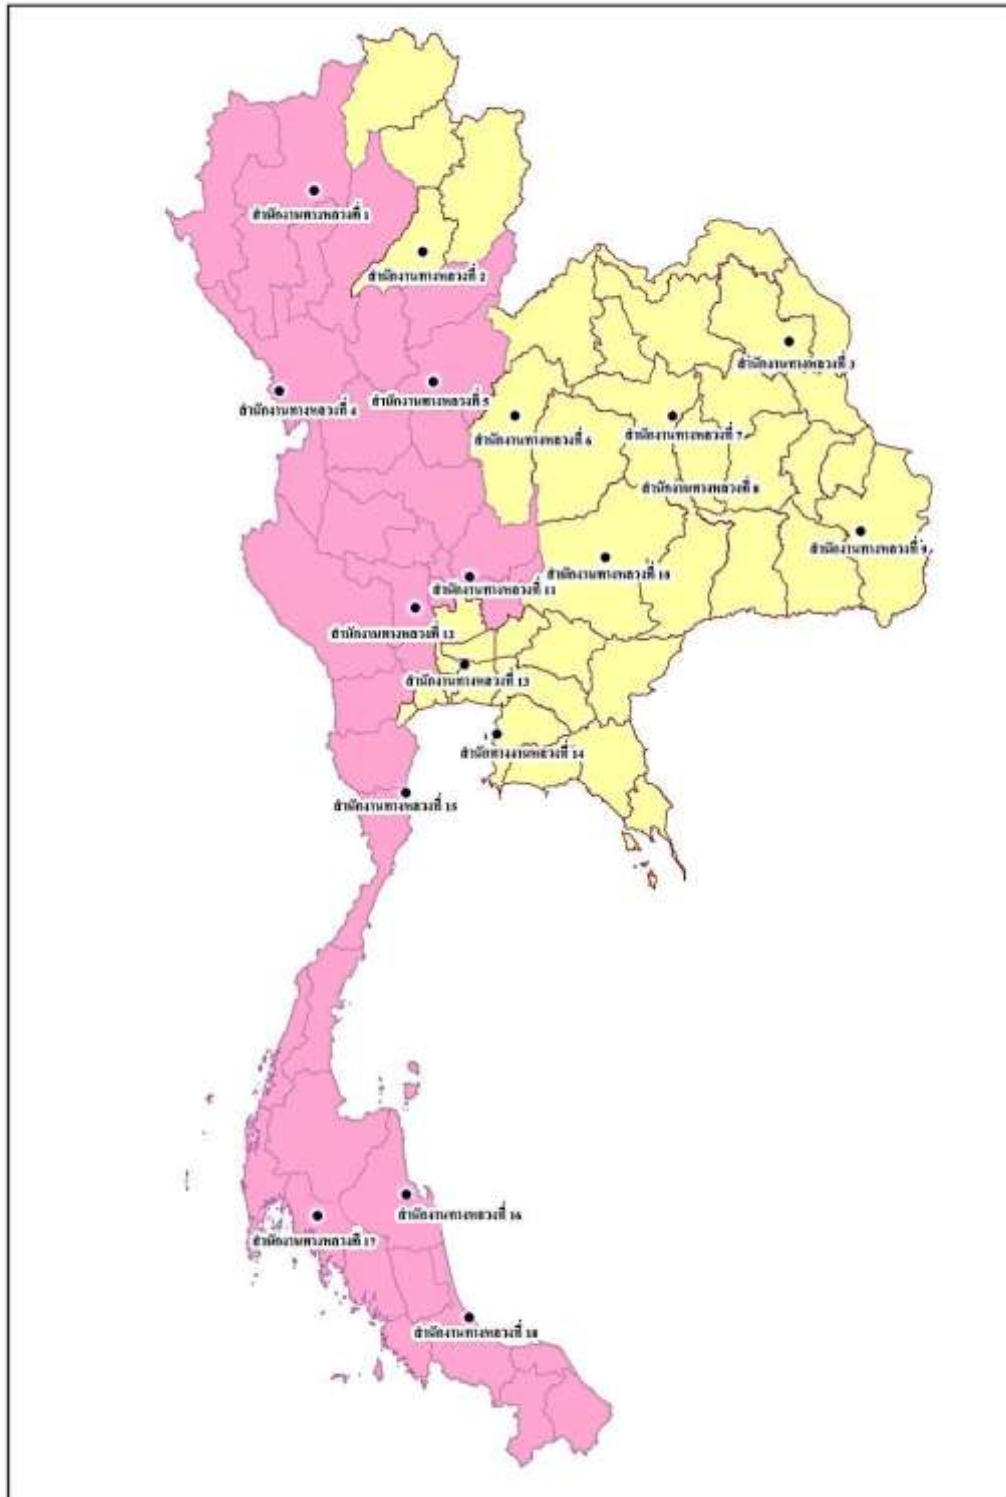 สำนักงานทางหลวงที่ 1
สำนักงานทางหลวงที่ 2
สำนักงานทางหลวงที่ 3
สำนักงานทางหลวงที่ 4
สำนักงานทางหลวงที่ 5
สำนักงานทางหลวงที่ 6
สำนักงานทางหลวงที่ 7
สำนักงานทางหลวงที่ 8
สำนักงานทางหลวงที่ 9
สำนักงานทางหลวงที่ 10
สำนักงานทางหลวงที่ 11
สำนักงานทางหลวงที่ 12
สำนักงานทางหลวงที่ 13
สำนักทางงานหลวงที่ 14
สำนักงานทางหลวงที่ 15
สำนักงานทางหลวงที่ 16
สำนักงานทางหลวงที่ 17
สำนักงานทางหลวงที่ 18